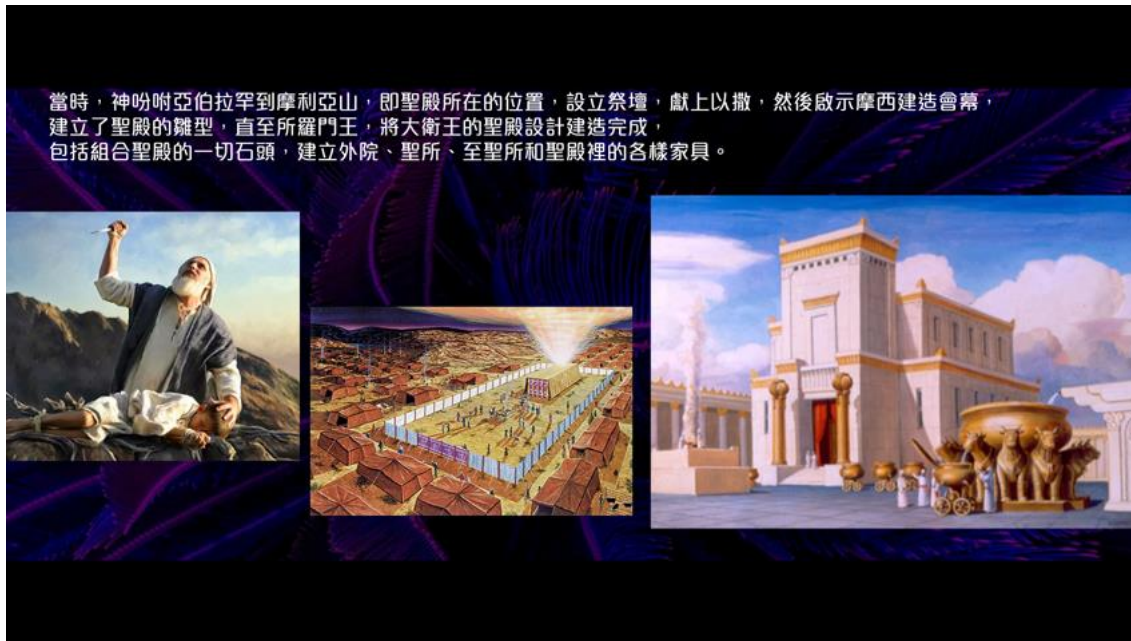 當時，神吩咐亞伯拉罕到摩利亞山，即聖殿所在的位置，設立祭壇，獻上以撒，然後啟示摩西建造會幕，
建立了聖殿的雛型，直至所羅門王，將大衛王的聖殿設計建造完成，
包括組合聖殿的一切石頭，建立外院、聖所、至聖所和聖殿裡的各樣家具。